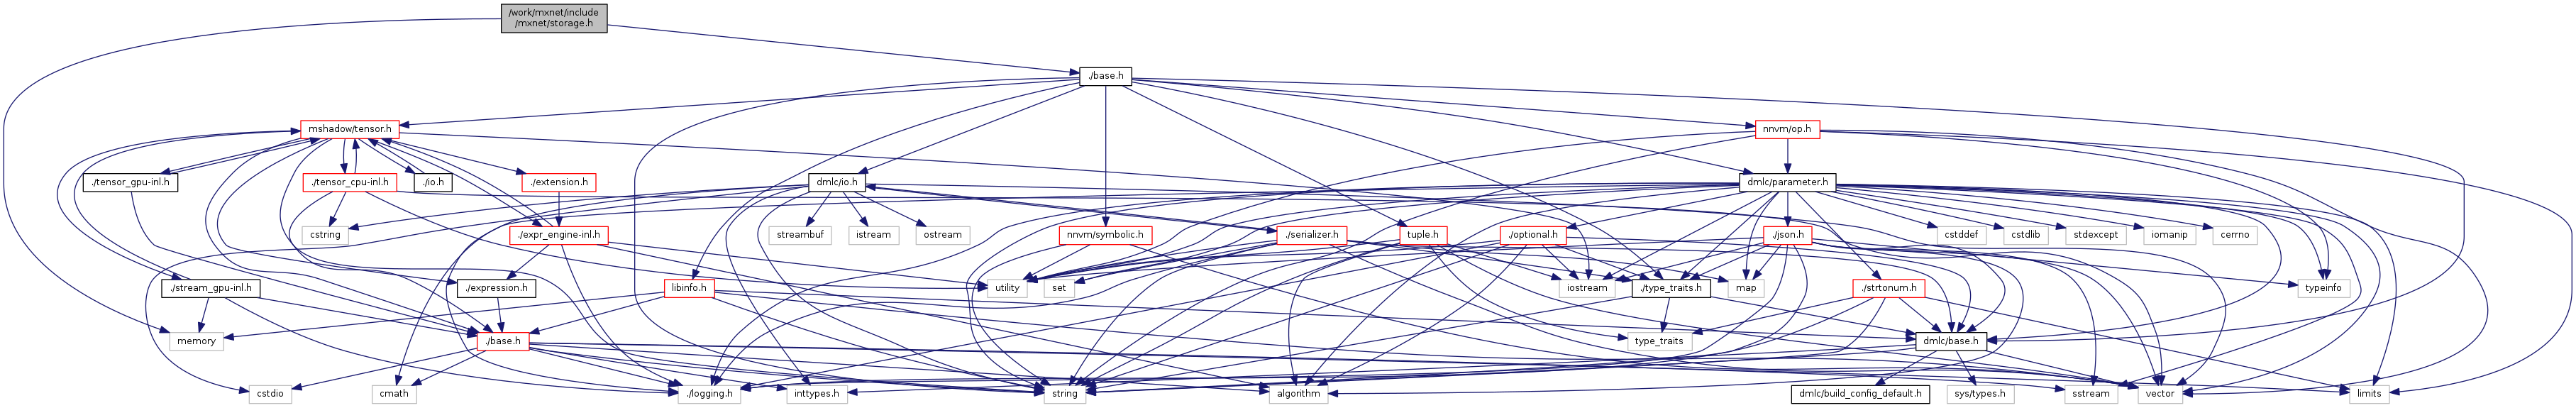 /work/mxnet/include
/mxnet/storage.h
./base.h
mshadow/tensor.h
nnvm/op.h
./tensor_gpu-inl.h
./tensor_cpu-inl.h
./io.h
./extension.h
dmlc/io.h
dmlc/parameter.h
cstring
./expr_engine-inl.h
streambuf
istream
ostream
nnvm/symbolic.h
./serializer.h
tuple.h
./optional.h
./json.h
cstddef
cstdlib
stdexcept
iomanip
cerrno
./stream_gpu-inl.h
./expression.h
libinfo.h
utility
set
iostream
./type_traits.h
map
./strtonum.h
typeinfo
memory
./base.h
type_traits
dmlc/base.h
cstdio
cmath
./logging.h
inttypes.h
string
algorithm
dmlc/build_config_default.h
sys/types.h
sstream
vector
limits